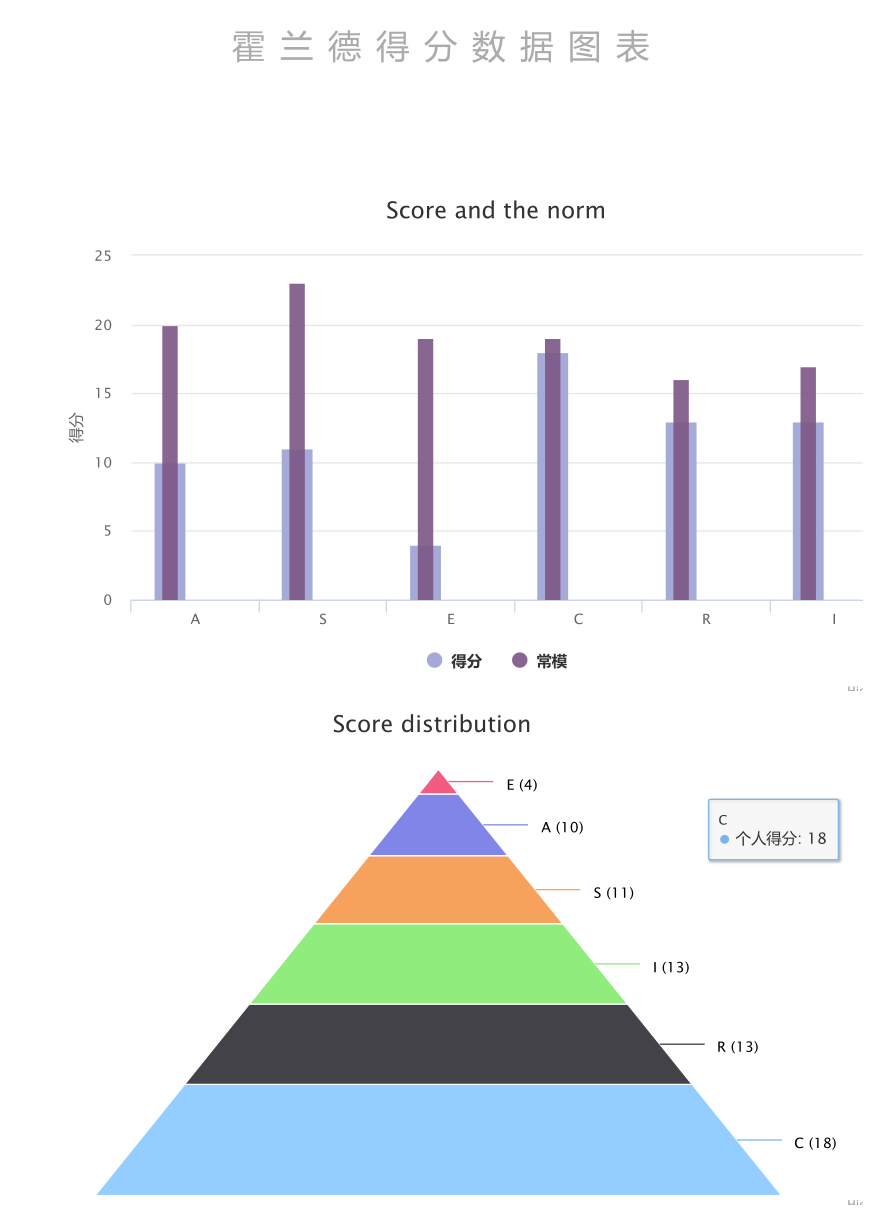 霍兰德得分数据图表
Score and the norm
25
20
15
10
5
0
得分
A S E C R I
得分 常模
Score distribution
E (4)
A (10)
C
个人得分: 18
S (11)
I (13)
R (13)
C (18)